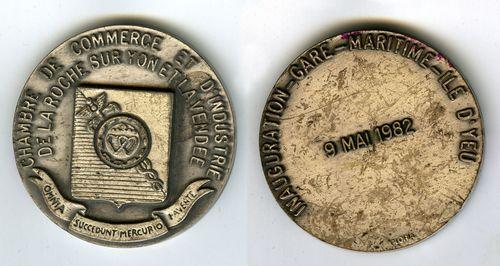 CHAMBRE DE COMMERCE ET D'INDUSTRIE
DE LA ROCHE SUR YON ET LA VENDÉE
OMNIA
SUCCEDUNT MERCURIO
FAVENTE
INAUGURATION-GARE-MARITIME-ILE D'YEU
9 MAI 1982